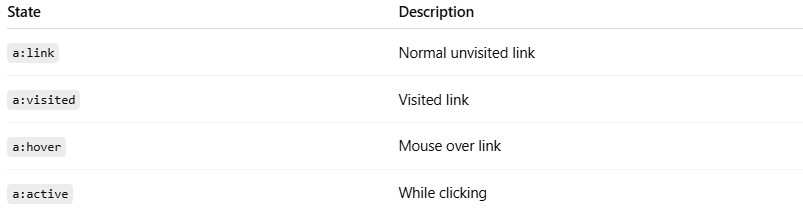 State Description
a:link Normal unvisited link
a:visited Visited link
a:hover Mouse over link
a:active While clicking